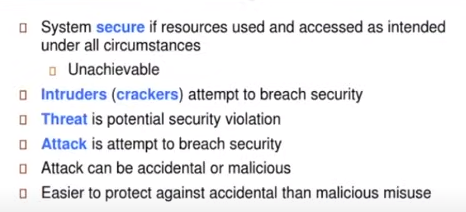 System secure if resources used and accessed as intended
under all circumstances
Unachievable
Intruders (crackers) attempt to breach security
Threat is potential security violation
Attack is attempt to breach security
Attack can be accidental or malicious
Easier to protect against accidental than malicious misuse